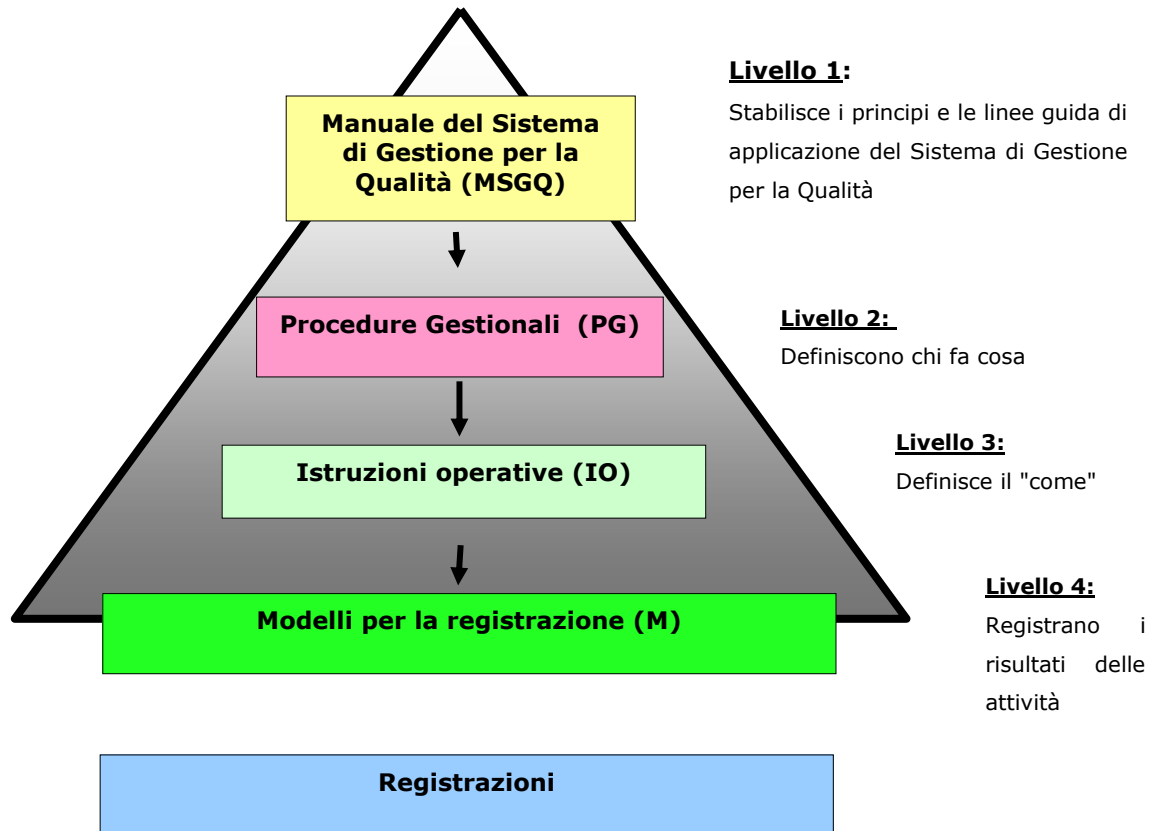 Manuale del Sistema
di Gestione per la
Qualità (MSGQ)
Livello 1:
Stabilisce i principi e le linee guida di
applicazione del Sistema di Gestione
per la Qualità
Procedure Gestionali (PG)
Livello 2:
Definiscono chi fa cosa
Istruzioni operative (IO)
Livello 3:
Definisce il "come"
Modelli per la registrazione (M)
Livello 4:
Registrano i
risultati delle
attività
Registrazioni